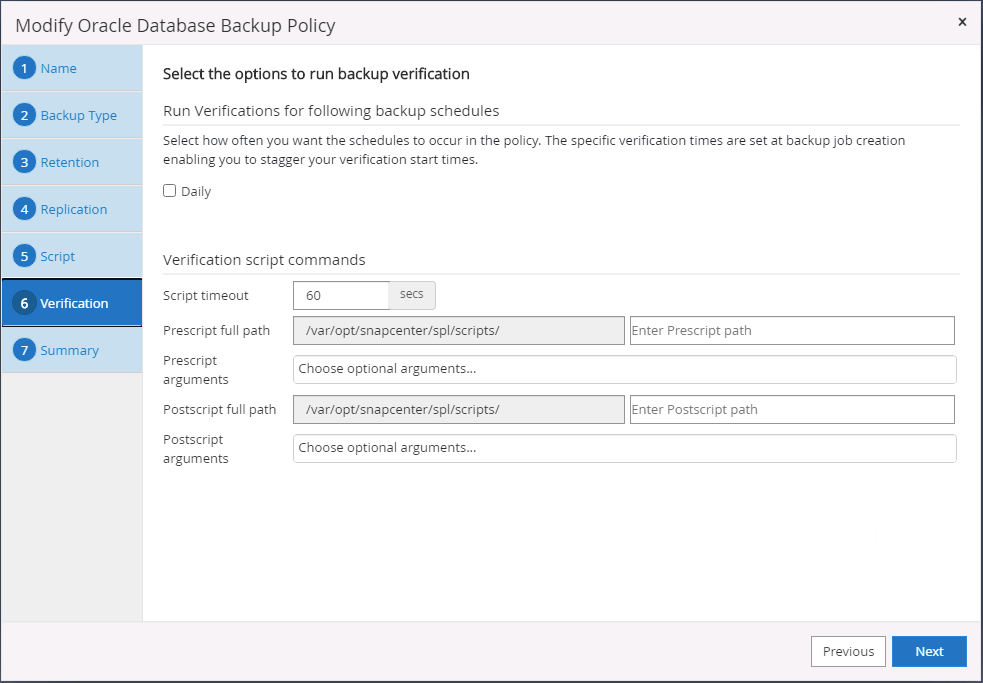 Modify Oracle Database Backup Policy
×
1 Name
2 Backup Type
3 Retention
4 Replication
5 Script
6 Verification
7 Summary
Select the options to run backup verification
Run Verifications for following backup schedules
Select how often you want the schedules to occur in the policy. The specific verification times are set at backup job creation
enabling you to stagger your verification start times.
Daily
Verification script commands
Script timeout 60 secs
Prescript full path /var/opt/snapcenter/spl/scripts/ Enter Prescript path
Prescript
arguments
Choose optional arguments...
Postscript full path /var/opt/snapcenter/spl/scripts/ Enter Postscript path
Postscript
arguments
Choose optional arguments...
Previous Next